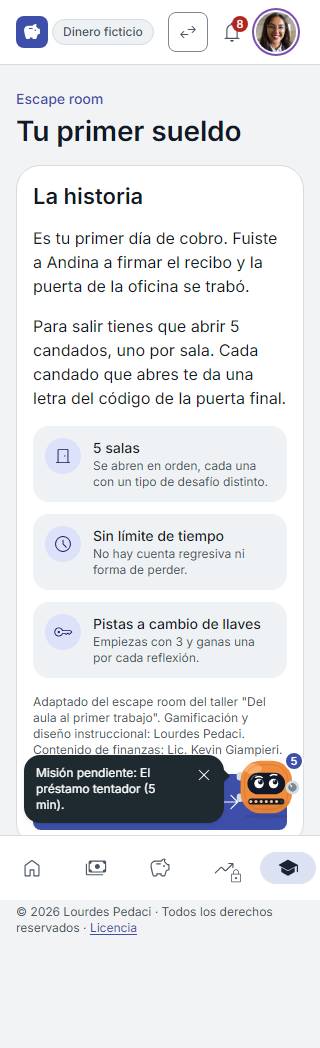 Dinero ficticio
8
Escape room
Tu primer sueldo
La historia
Es tu primer día de cobro. Fuiste
a Andina a firmar el recibo y la
puerta de la oficina se trabó.
Para salir tienes que abrir 5
candados, uno por sala. Cada
candado que abres te da una
letra del código de la puerta final.
5 salas
Se abren en orden, cada una
con un tipo de desafío distinto.
Sin límite de tiempo
No hay cuenta regresiva ni
forma de perder.
Pistas a cambio de llaves
Empiezas con 3 y ganas una
por cada reflexión.
Adaptado del escape room del taller "Del
aula al primer trabajo". Gamificación y
diseño instruccional: Lourdes Pedaci.
Contenido de finanzas: Lic. Kevin Giampieri.
Misión pendiente: El
préstamo tentador (5
min).
5
© 2026 Lourdes Pedaci · Todos los derechos
reservados · Licencia